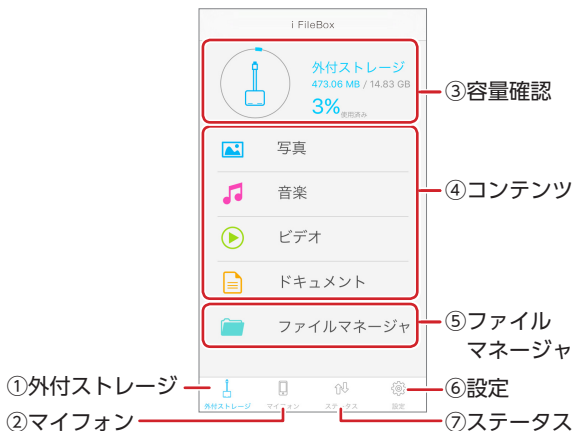 i FileBox
外付ストレージ
473.06 MB / 14.83 GB
3%使用済み
③容量確認
写真
音楽
ビデオ
ドキュメント
④コンテンツ
ファイルマネージャ
⑤ファイル
マネージャ
①外付ストレージ
⑥設定
外付ストレージ
マイフォン
ステータス
設定
②マイフォン
⑦ステータス